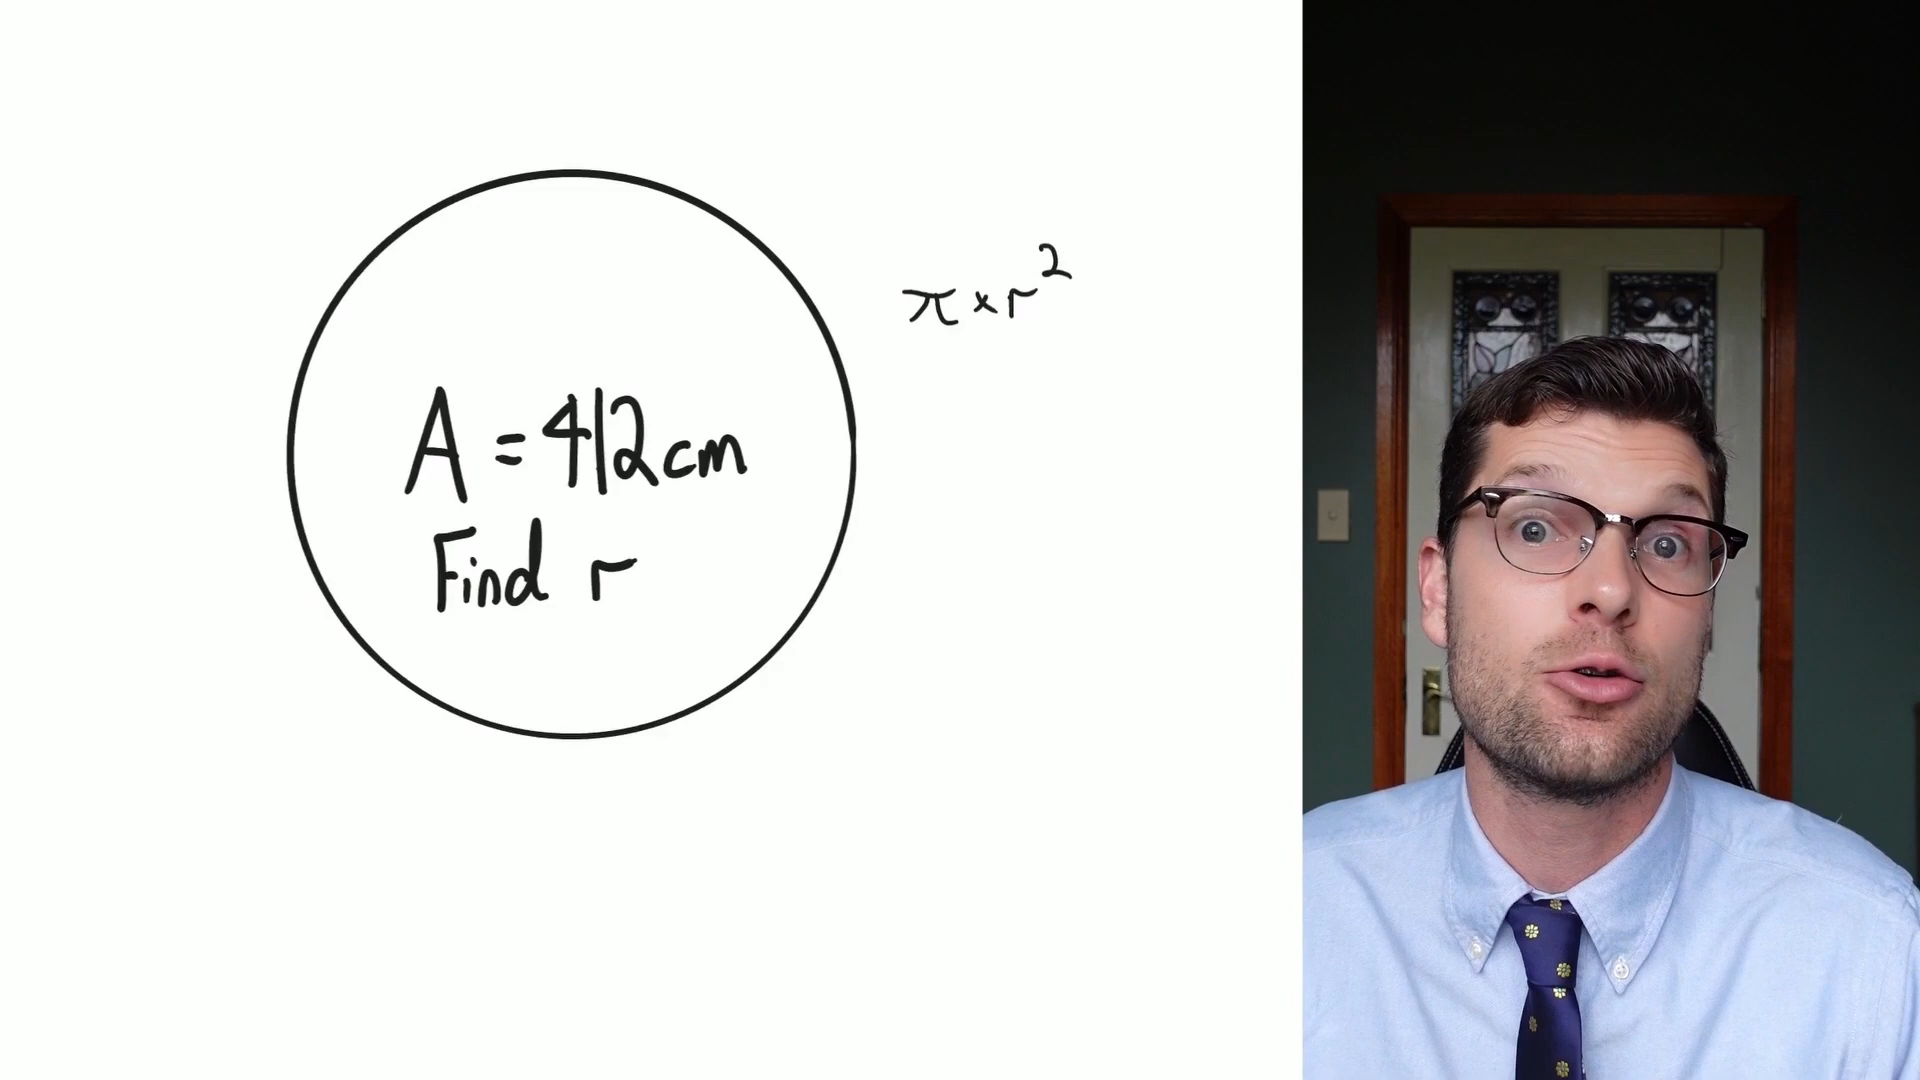 A = 412cm
Find r
π × r²